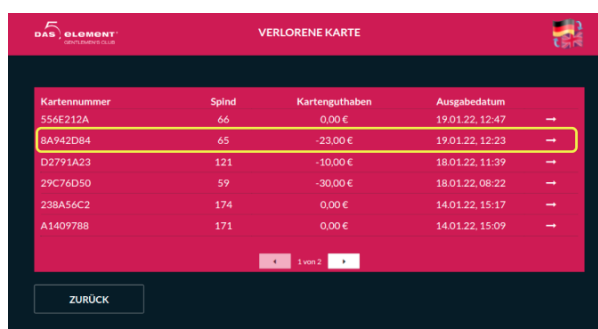 DAS 5. eLemenT
GENTLEMEN'S CLUB
VERLORENE KARTE
Kartennummer Spind Kartenguthaben Ausgabedatum
556E212A 66 0,00 € 19.01.22, 12:47 →
8A942D84 65 -23,00 € 19.01.22, 12:23 →
D2791A23 121 -10,00 € 18.01.22, 11:39 →
29C76D50 59 -30,00 € 18.01.22, 08:22 →
238A56C2 174 0,00 € 14.01.22, 15:17 →
A1409788 171 0,00 € 14.01.22, 15:09 →
1 von 2
ZURÜCK